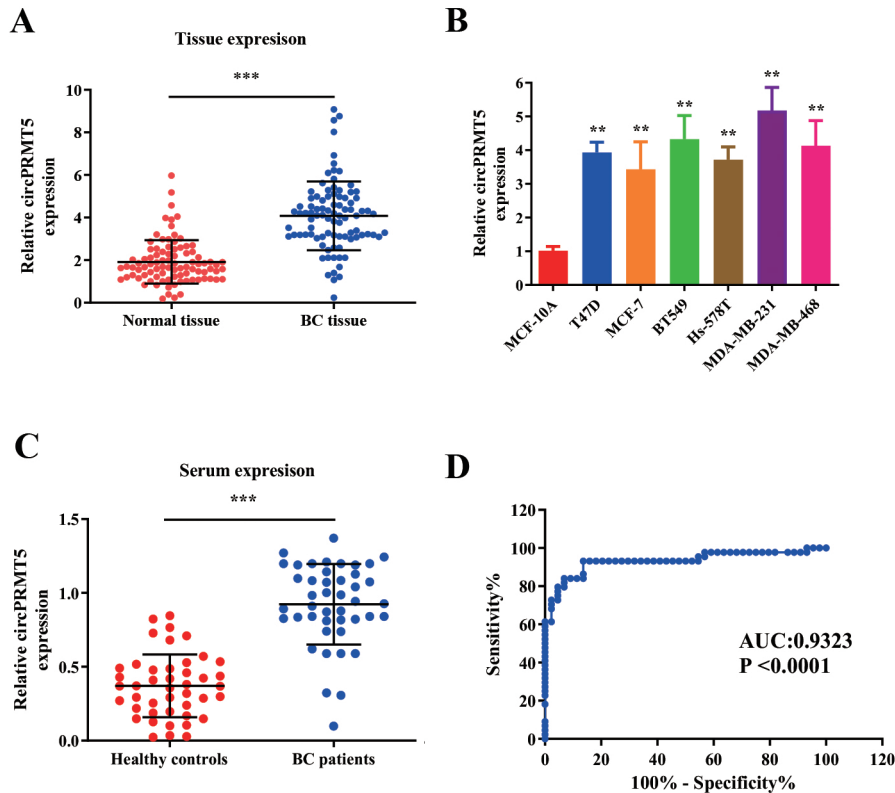 A
Tissue expresison
***
Relative circPRMT5
expression
10
8
6
4
2
0
Normal tissue
BC tissue
B
Relative circPRMT5
expression
6
5
4
3
2
1
0
**
**
**
**
**
**
MCF-10A
T47D
MCF-7
BT549
Hs-578T
MDA-MB-231
MDA-MB-468
C
Serum expresison
***
Relative circPRMT5
expression
1.5
1.0
0.5
0.0
Healthy controls
BC patients
D
Sensitivity%
120
100
80
60
40
20
0
AUC:0.9323
P <0.0001
0
20
40
60
80
100
120
100% - Specificity%